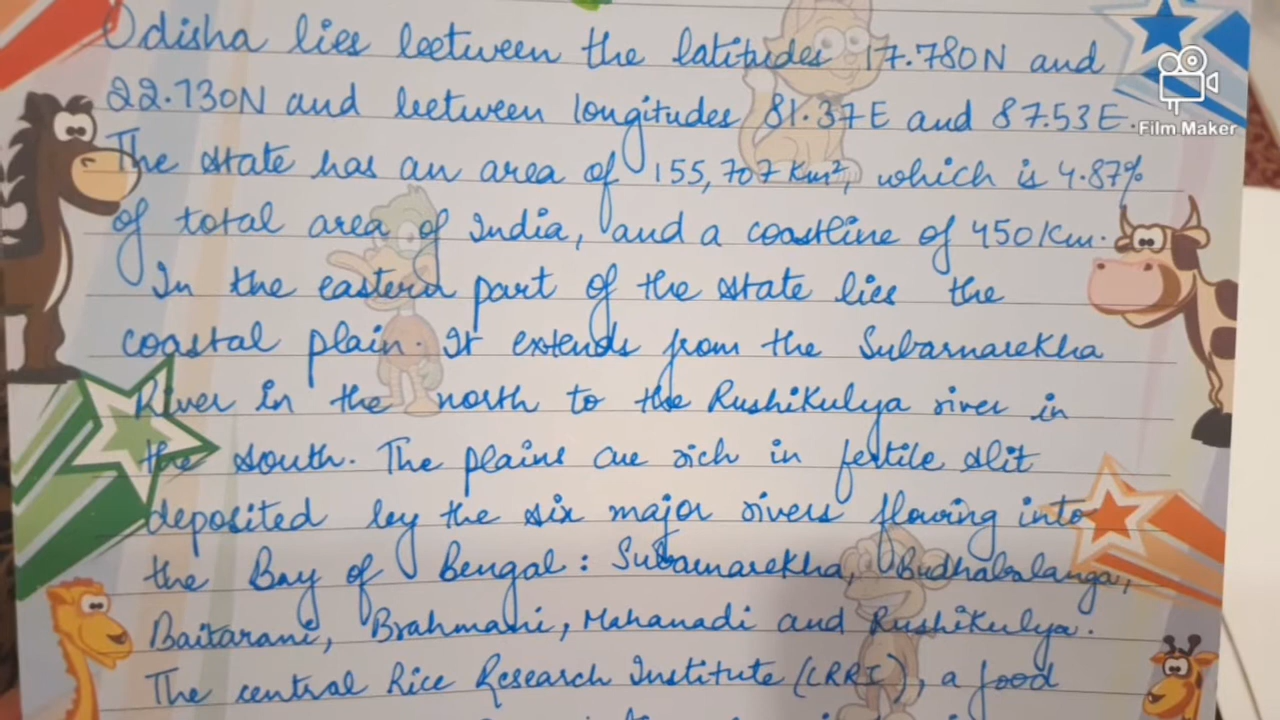 Odisha lies between the latitudes 17.780N and
22.730N and between longitudes 81.37E and 87.53E.
Film Maker
The state has an area of 155,707 Km², which is 4.87%
of total area of India, and a coastline of 450 Km.
In the eastern part of the state lies the
coastal plain. It extends from the Subarnarekha
River in the north to the Rushikulya river in
the south. The plains are rich in fertile slit
deposited by the six major rivers flowing into
the Bay of Bengal: Subarnarekha, Budhabalanga,
Baitarani, Brahmani, Mahanadi and Rushikulya.
The central Rice Research Institute (CRRI), a food